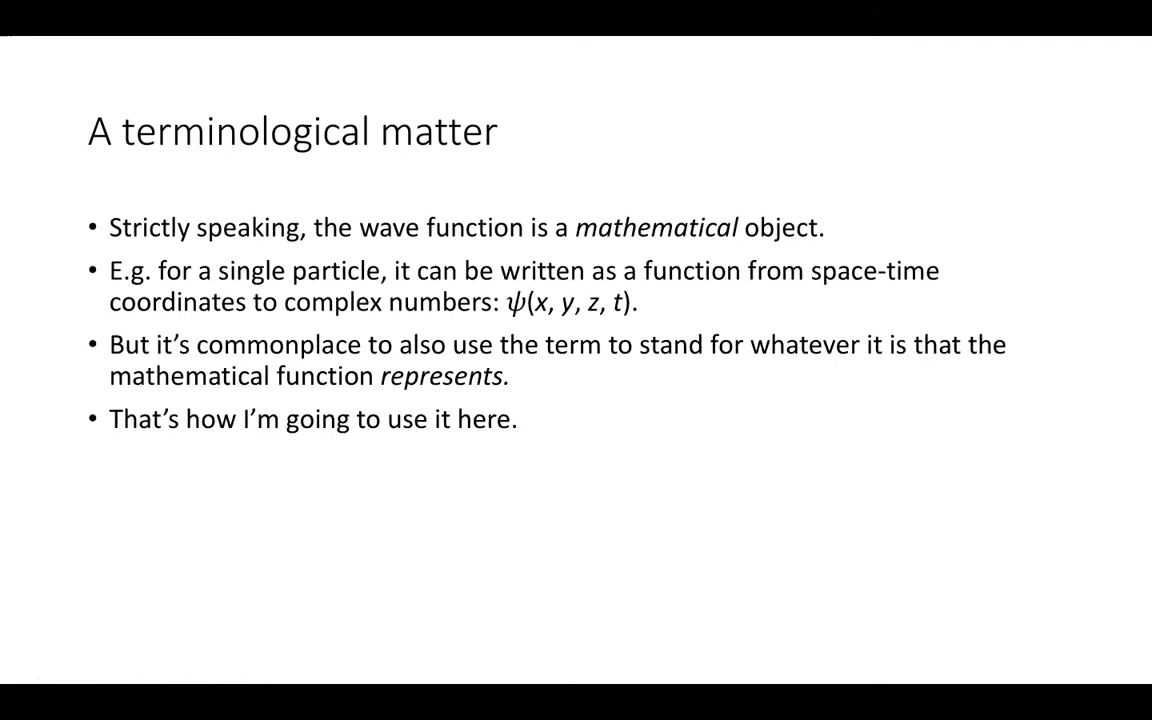 A terminological matter
• Strictly speaking, the wave function is a mathematical object.
• E.g. for a single particle, it can be written as a function from space-time
coordinates to complex numbers: ψ(x, y, z, t).
• But it’s commonplace to also use the term to stand for whatever it is that the
mathematical function represents.
• That’s how I’m going to use it here.